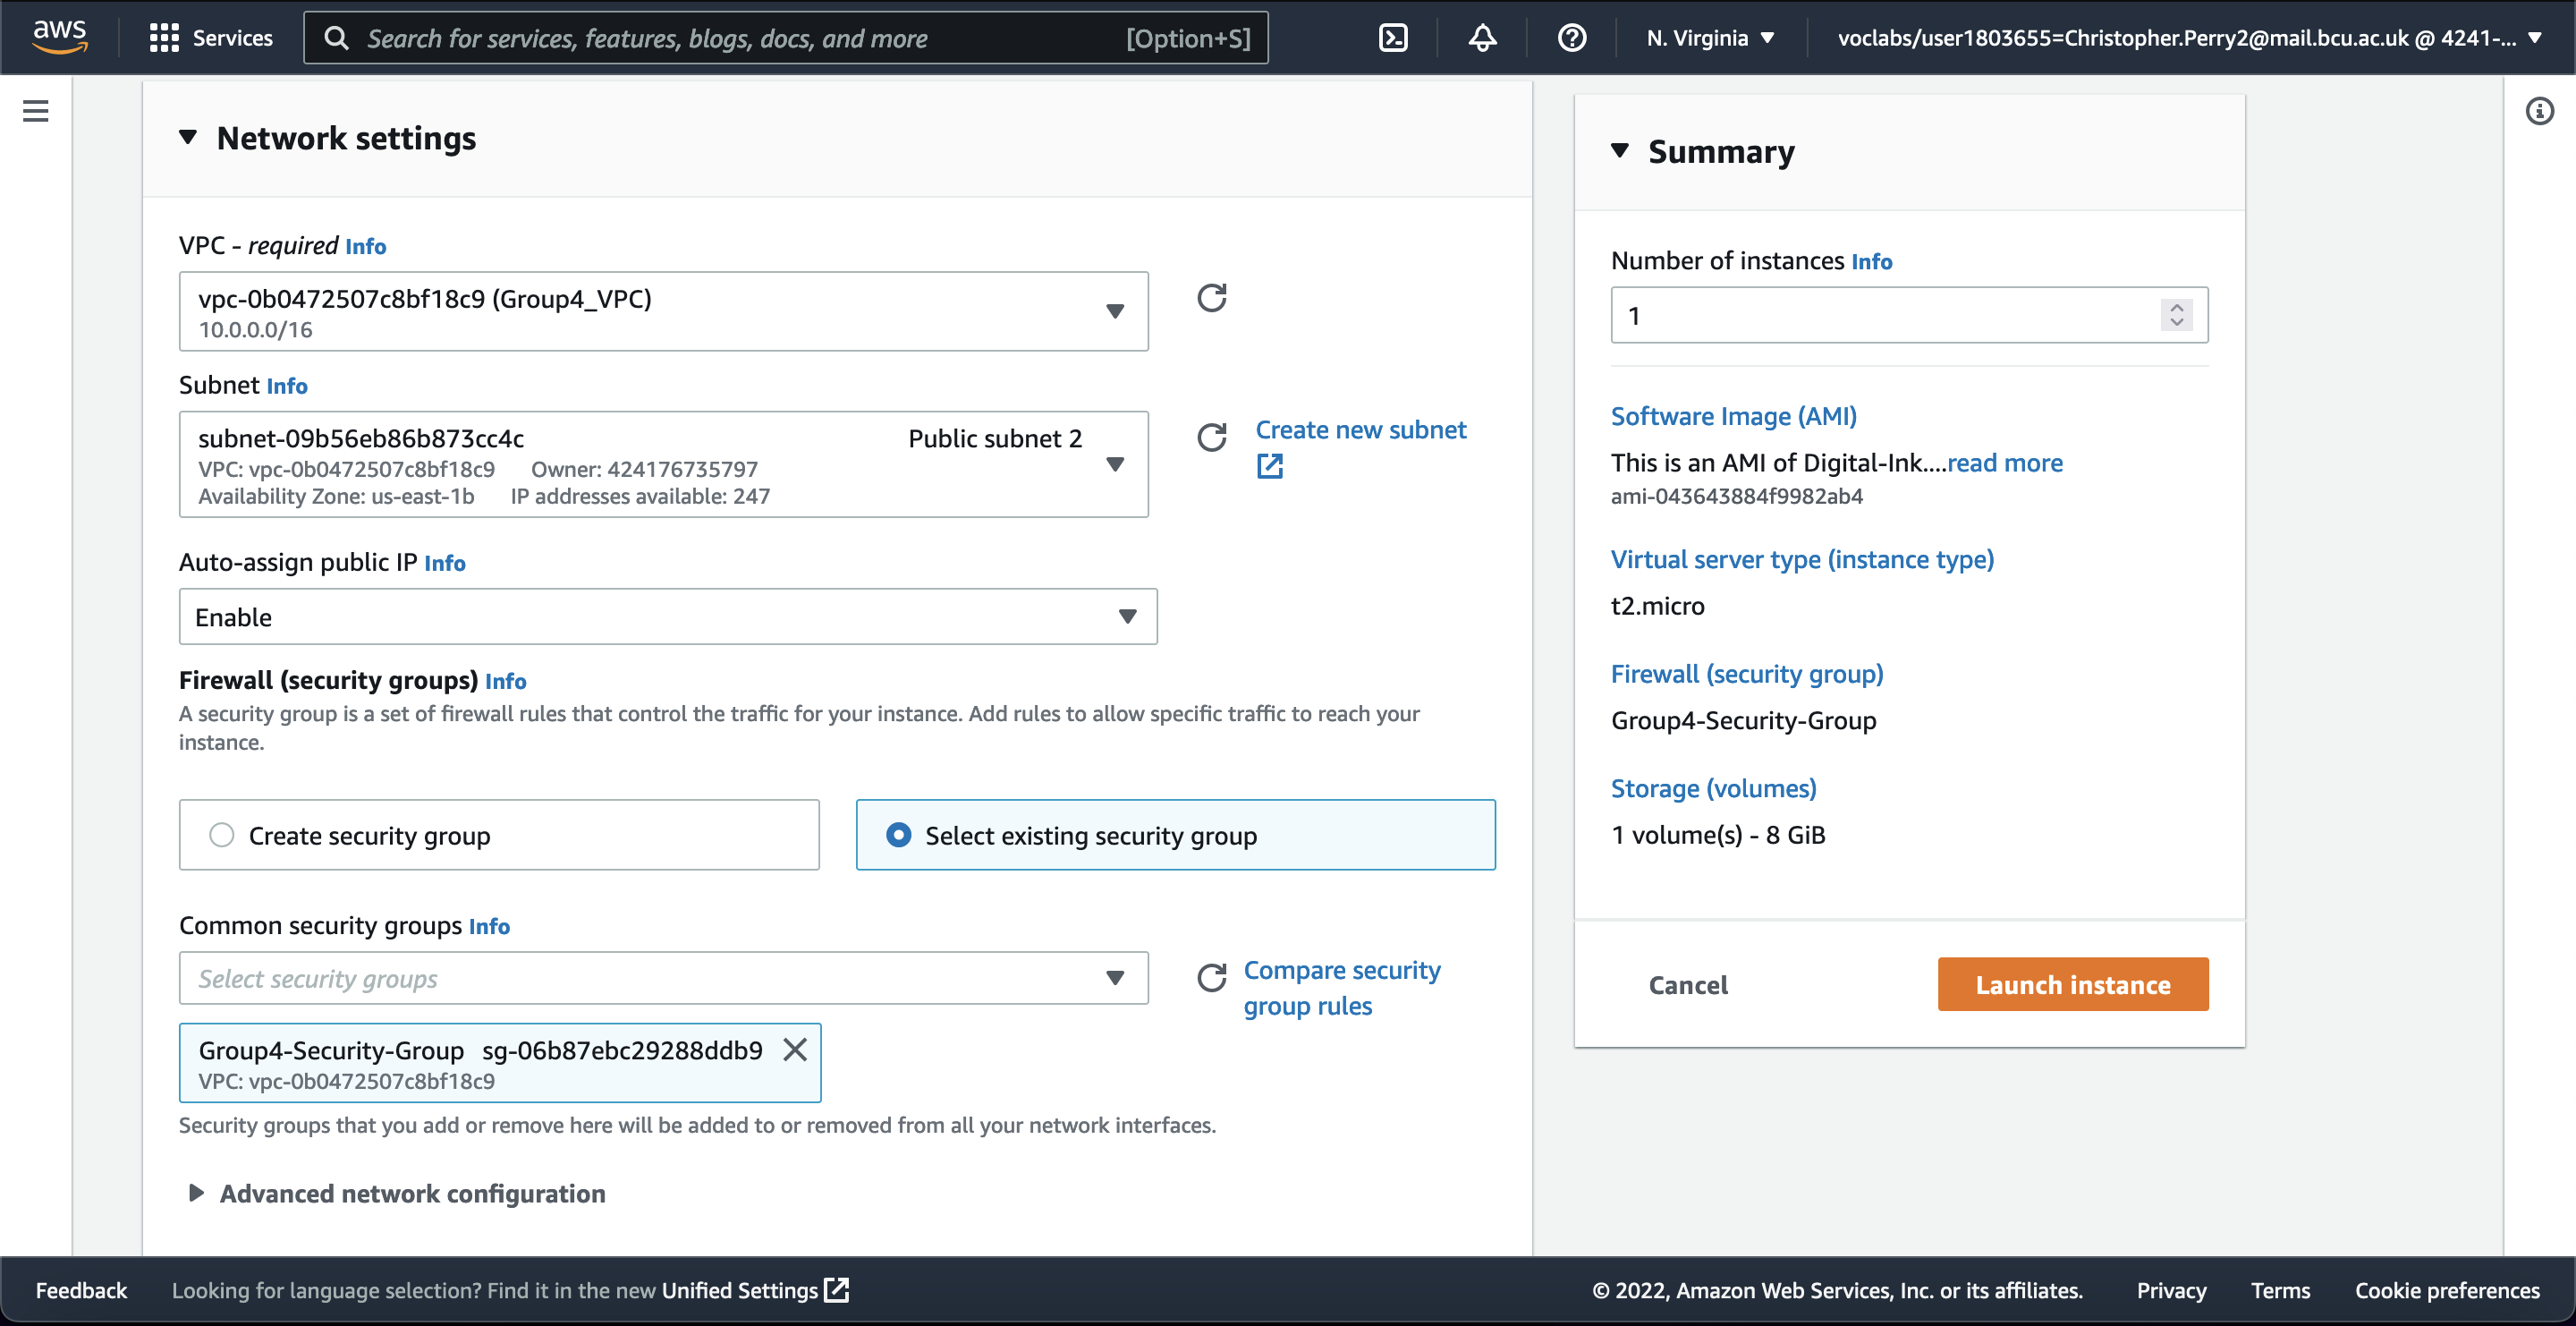 aws
Services
Search for services, features, blogs, docs, and more
[Option+S]
N. Virginia
voclabs/user1803655=Christopher.Perry2@mail.bcu.ac.uk @ 4241-...
Network settings
VPC - required Info
vpc-0b0472507c8bf18c9 (Group4_VPC)
10.0.0.0/16
Subnet Info
subnet-09b56eb86b873cc4c Public subnet 2
VPC: vpc-0b0472507c8bf18c9 Owner: 424176735797
Availability Zone: us-east-1b IP addresses available: 247
Create new subnet
Auto-assign public IP Info
Enable
Firewall (security groups) Info
A security group is a set of firewall rules that control the traffic for your instance. Add rules to allow specific traffic to reach your
instance.
Create security group
Select existing security group
Common security groups Info
Select security groups
Compare security
group rules
Group4-Security-Group sg-06b87ebc29288ddb9
VPC: vpc-0b0472507c8bf18c9
Security groups that you add or remove here will be added to or removed from all your network interfaces.
Advanced network configuration
Summary
Number of instances Info
1
Software Image (AMI)
This is an AMI of Digital-Ink....read more
ami-043643884f9982ab4
Virtual server type (instance type)
t2.micro
Firewall (security group)
Group4-Security-Group
Storage (volumes)
1 volume(s) - 8 GiB
Cancel
Launch instance
Feedback
Looking for language selection? Find it in the new Unified Settings
© 2022, Amazon Web Services, Inc. or its affiliates.
Privacy
Terms
Cookie preferences